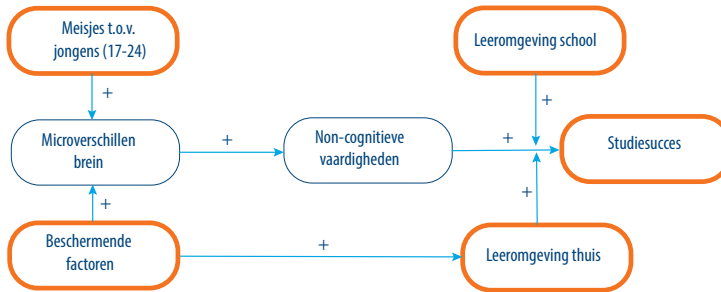 Meisjes t.o.v.
jongens (17-24)
Leeromgeving school
+
+
Microverschillen
brein
+
Non-cognitieve
vaardigheden
+
Studiesucces
+
+
Beschermende
factoren
+
Leeromgeving thuis